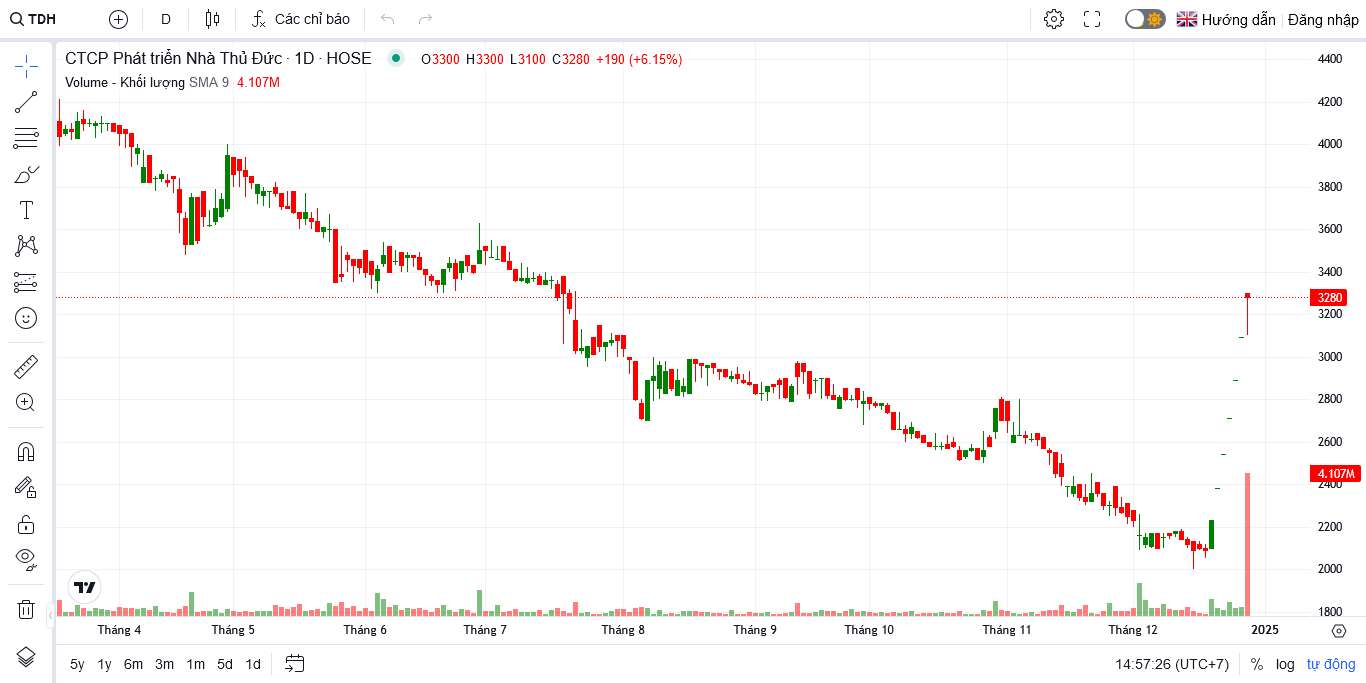 TDH D Các chỉ báo Hướng dẫn Đăng nhập
CTCP Phát triển Nhà Thủ Đức · 1D · HOSE O3300 H3300 L3100 C3280 +190 (+6.15%)
Volume - Khối lượng SMA 9 4.107M
4400
4200
4000
3800
3600
3400
3280
3200
3000
2800
2600
4.107M
2400
2200
2000
1800
Tháng 4 Tháng 5 Tháng 6 Tháng 7 Tháng 8 Tháng 9 Tháng 10 Tháng 11 Tháng 12 2025
5y 1y 6m 3m 1m 5d 1d 14:57:26 (UTC+7) % log tự động